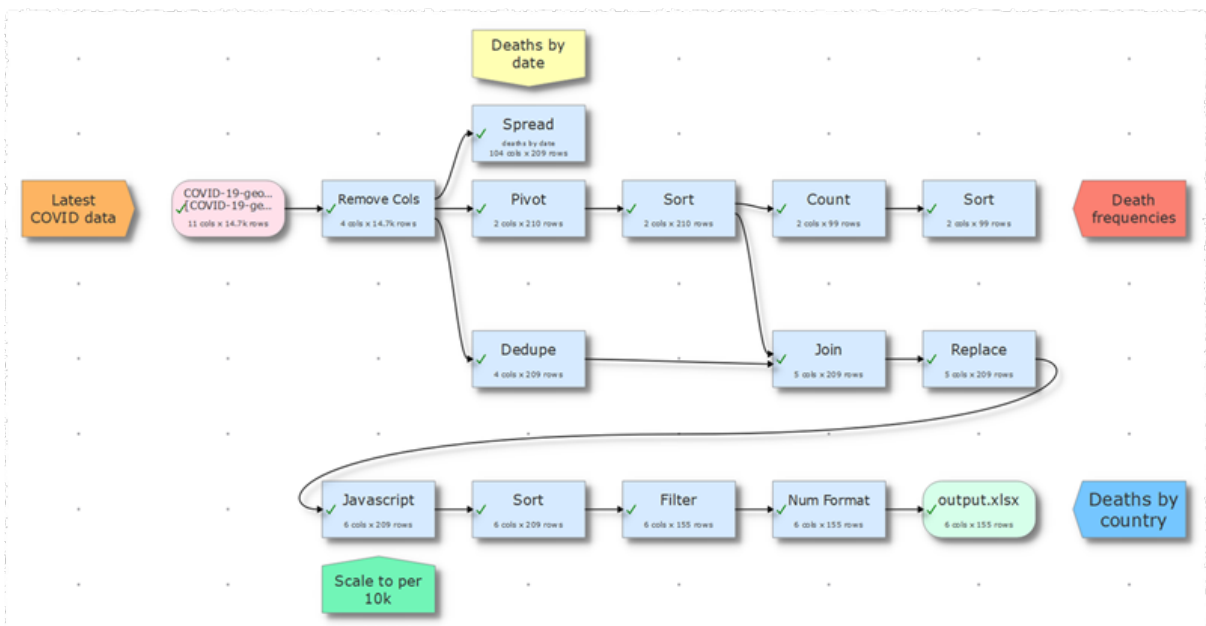 Deaths by
date
Spread
deaths by date
104 cols x 209 rows
Latest
COVID data
COVID-19-geo...
[COVID-19-ge...
11 cols x 14.7k rows
Remove Cols
4 cols x 14.7k rows
Pivot
2 cols x 210 rows
Sort
2 cols x 210 rows
Count
2 cols x 99 rows
Sort
2 cols x 99 rows
Death
frequencies
Dedupe
4 cols x 209 rows
Join
5 cols x 209 rows
Replace
5 cols x 209 rows
Javascript
6 cols x 209 rows
Sort
6 cols x 209 rows
Filter
6 cols x 155 rows
Num Format
6 cols x 155 rows
output.xlsx
6 cols x 155 rows
Deaths by
country
Scale to per
10k